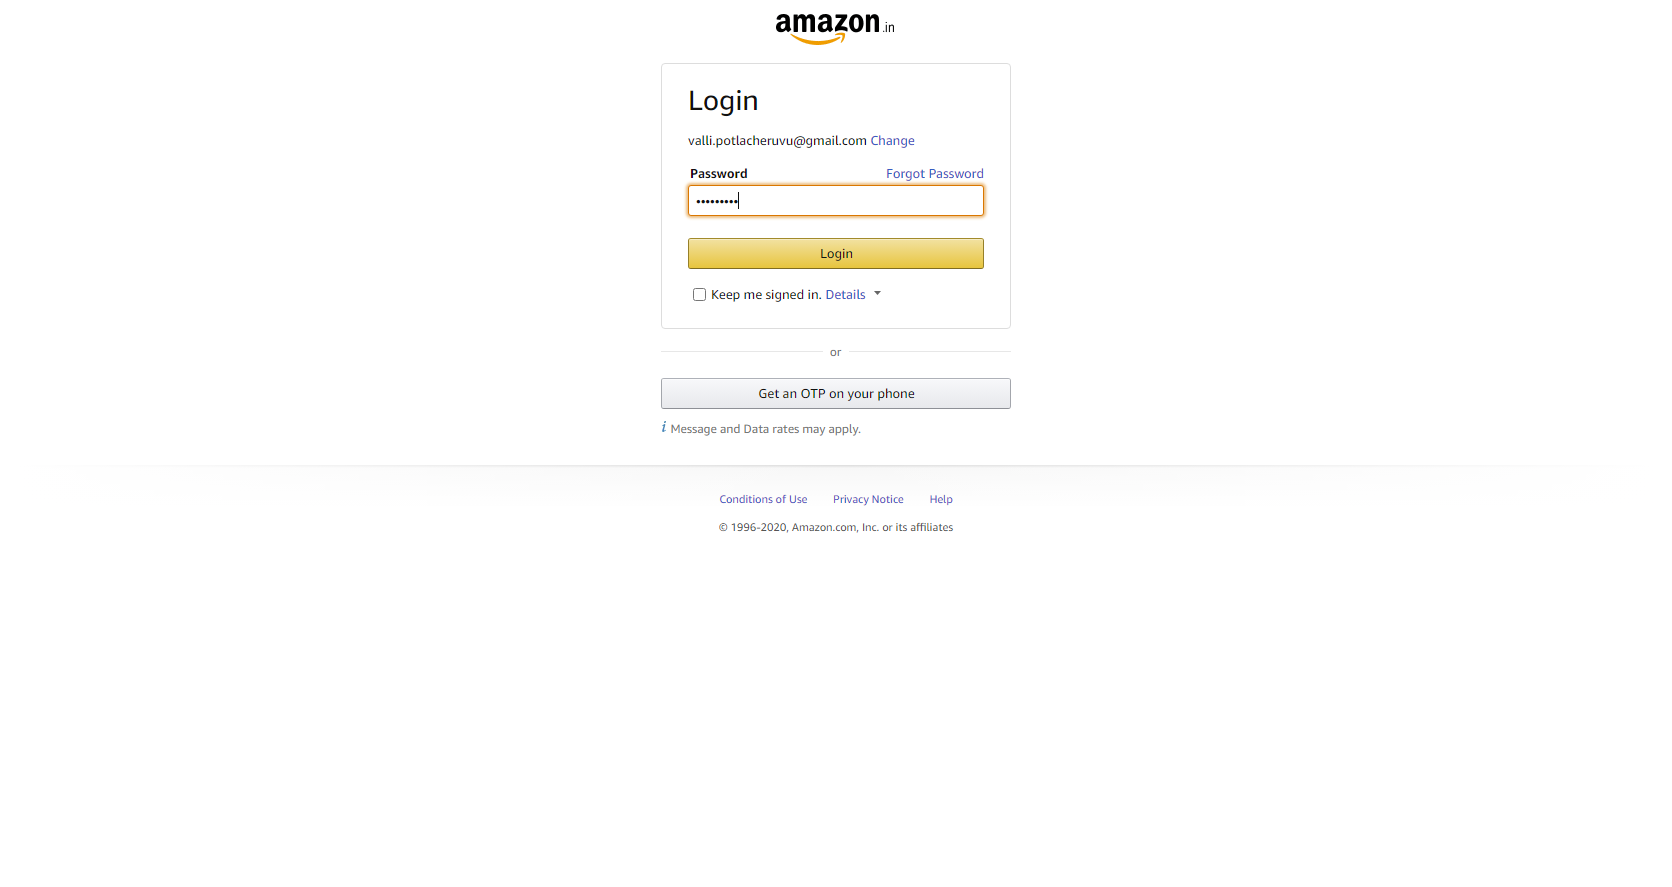 amazon.in
Login
valli.potlacheruvu@gmail.com Change
Password Forgot Password
•••••••••
Login
Keep me signed in. Details
or
Get an OTP on your phone
i Message and Data rates may apply.
Conditions of Use Privacy Notice Help
© 1996-2020, Amazon.com, Inc. or its affiliates